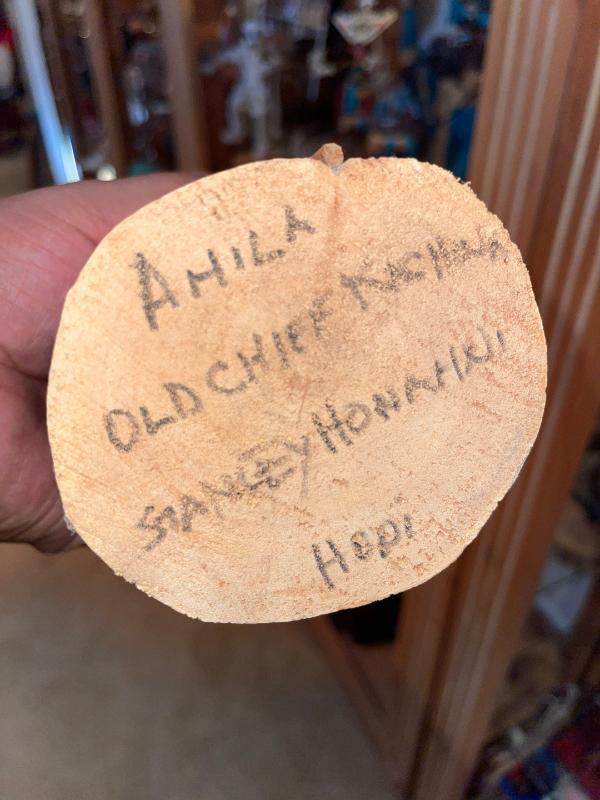 AHILA
OLD CHIEF KACHINA
STANLEY HONAHNI
HOPI